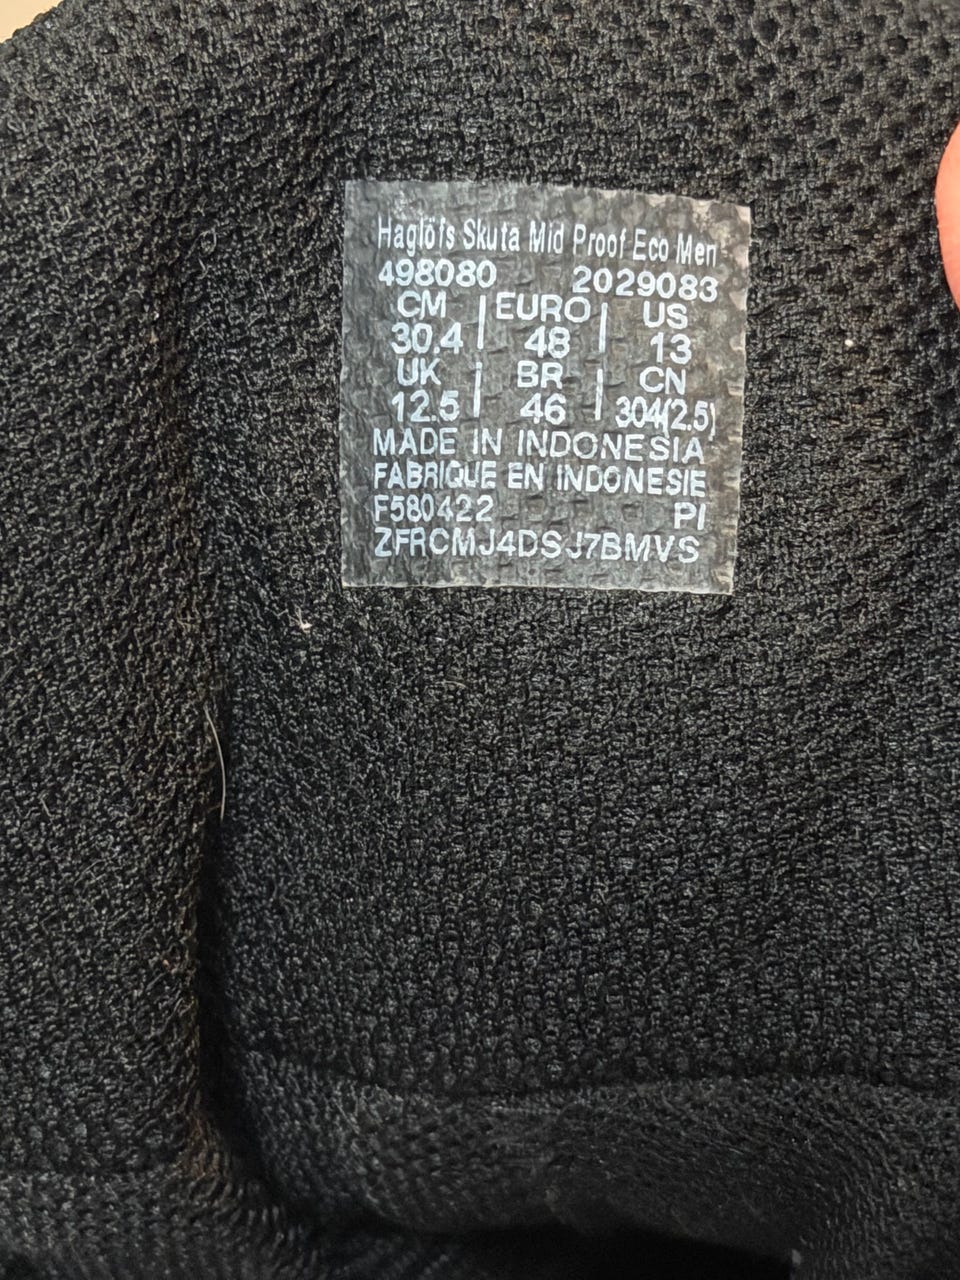 Haglöfs Skuta Mid Proof Eco Men
498080 2029083
CM | EURO | US
30.4 | 48 | 13
UK | BR | CN
12.5 | 46 | 304(2.5)
MADE IN INDONESIA
FABRIQUE EN INDONESIE
F580422 PI
ZFRCMJ4DSJ7BMVS